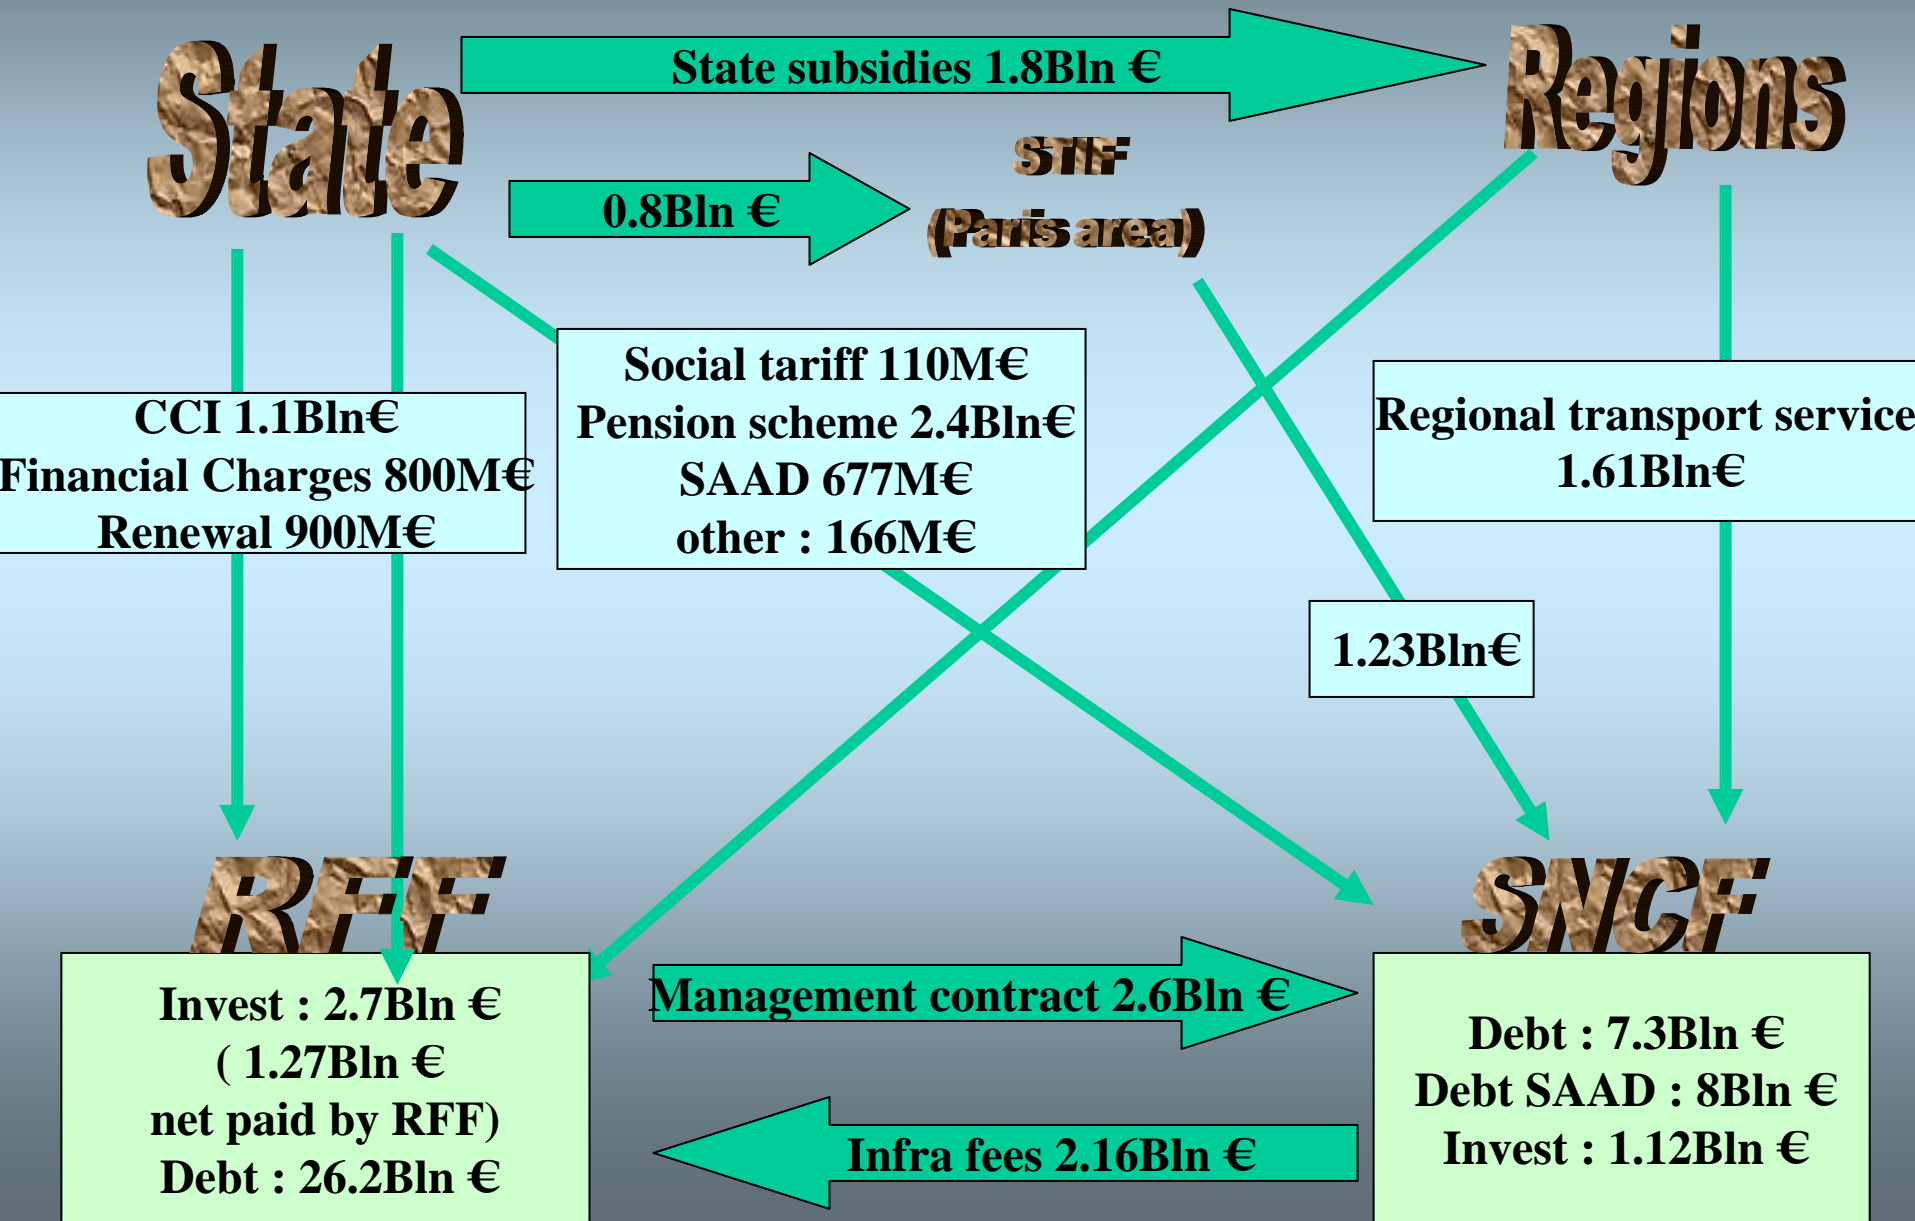 State
State subsidies 1.8Bln €
Regions
STIF
(Paris area)
0.8Bln €
CCI 1.1Bln€
Financial Charges 800M€
Renewal 900M€
Social tariff 110M€
Pension scheme 2.4Bln€
SAAD 677M€
other : 166M€
Regional transport service
1.61Bln€
1.23Bln€
RFF
Invest : 2.7Bln €
( 1.27Bln €
net paid by RFF)
Debt : 26.2Bln €
Management contract 2.6Bln €
Infra fees 2.16Bln €
SNCF
Debt : 7.3Bln €
Debt SAAD : 8Bln €
Invest : 1.12Bln €